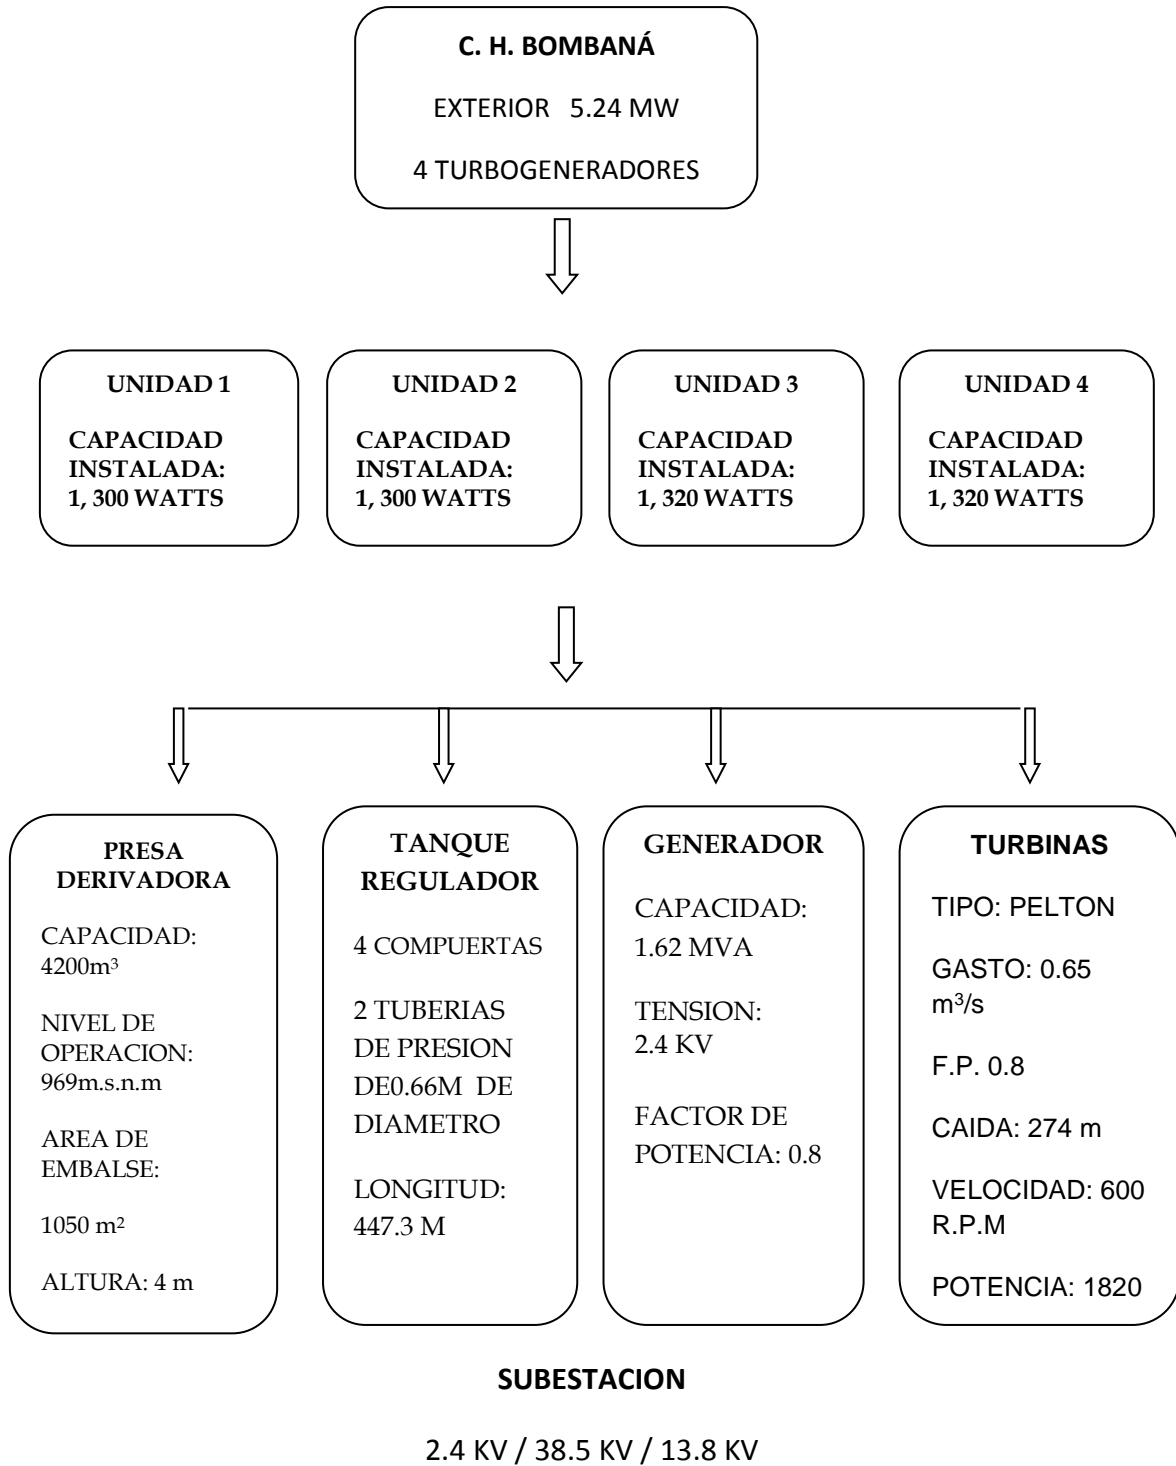 C. H. BOMBANÁ
EXTERIOR   5.24 MW
4 TURBOGENERADORES
UNIDAD 1
CAPACIDAD
INSTALADA:
1, 300 WATTS
UNIDAD 2
CAPACIDAD
INSTALADA:
1, 300 WATTS
UNIDAD 3
CAPACIDAD
INSTALADA:
1, 320 WATTS
UNIDAD 4
CAPACIDAD
INSTALADA:
1, 320 WATTS
PRESA
DERIVADORA
CAPACIDAD:
4200m³
NIVEL DE
OPERACION:
969m.s.n.m
AREA DE
EMBALSE:
1050 m²
ALTURA: 4 m
TANQUE
REGULADOR
4 COMPUERTAS
2 TUBERIAS
DE PRESION
DE0.66M  DE
DIAMETRO
LONGITUD:
447.3 M
GENERADOR
CAPACIDAD:
1.62 MVA
TENSION:
2.4 KV
FACTOR DE
POTENCIA: 0.8
TURBINAS
TIPO: PELTON
GASTO: 0.65
m³/s
F.P. 0.8
CAIDA: 274 m
VELOCIDAD: 600
R.P.M
POTENCIA: 1820
SUBESTACION
2.4 KV / 38.5 KV / 13.8 KV